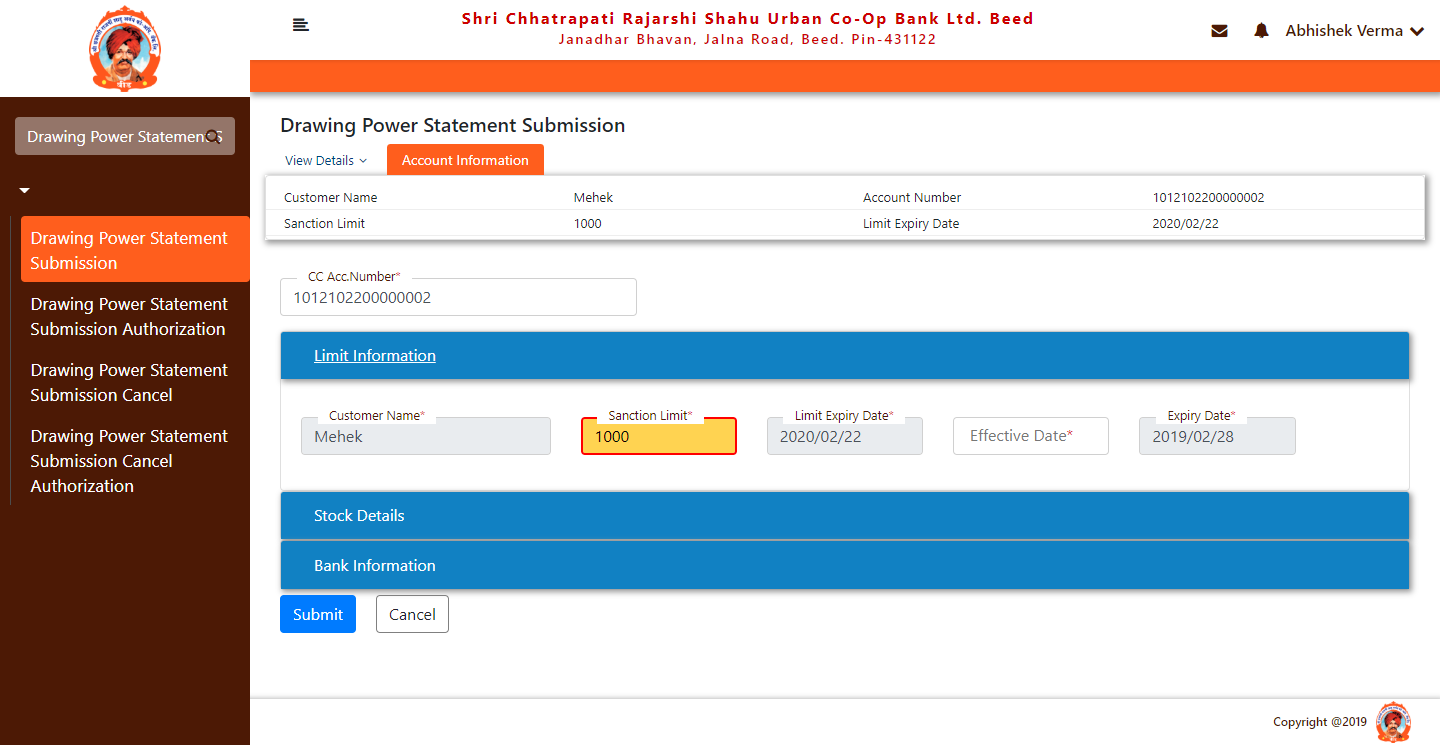 Shri Chhatrapati Rajarshi Shahu Urban Co-Op Bank Ltd. Beed
Janadhar Bhavan, Jalna Road, Beed. Pin-431122
Abhishek Verma
Drawing Power Statement
Drawing Power Statement
Submission
Drawing Power Statement
Submission Authorization
Drawing Power Statement
Submission Cancel
Drawing Power Statement
Submission Cancel
Authorization
Drawing Power Statement Submission
View Details
Account Information
Customer Name Mehek Account Number 1012102200000002
Sanction Limit 1000 Limit Expiry Date 2020/02/22
CC Acc.Number*
1012102200000002
Limit Information
Customer Name* Sanction Limit* Limit Expiry Date* Expiry Date*
Mehek 1000 2020/02/22 Effective Date* 2019/02/28
Stock Details
Bank Information
Submit Cancel
Copyright @2019